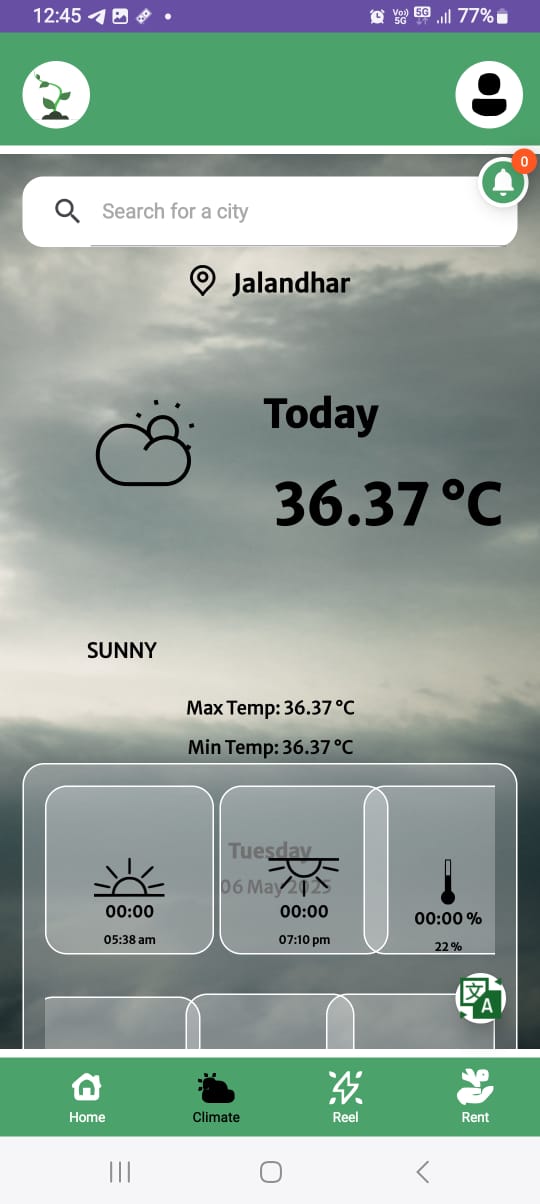 12:45
Vo)) 5G
5G
77%
0
Search for a city
Jalandhar
Today
36.37 °C
SUNNY
Max Temp: 36.37 °C
Min Temp: 36.37 °C
Tuesday
06 May 2025
00:00
05:38 am
00:00
07:10 pm
00:00 %
22 %
文
A
Home
Climate
Reel
Rent